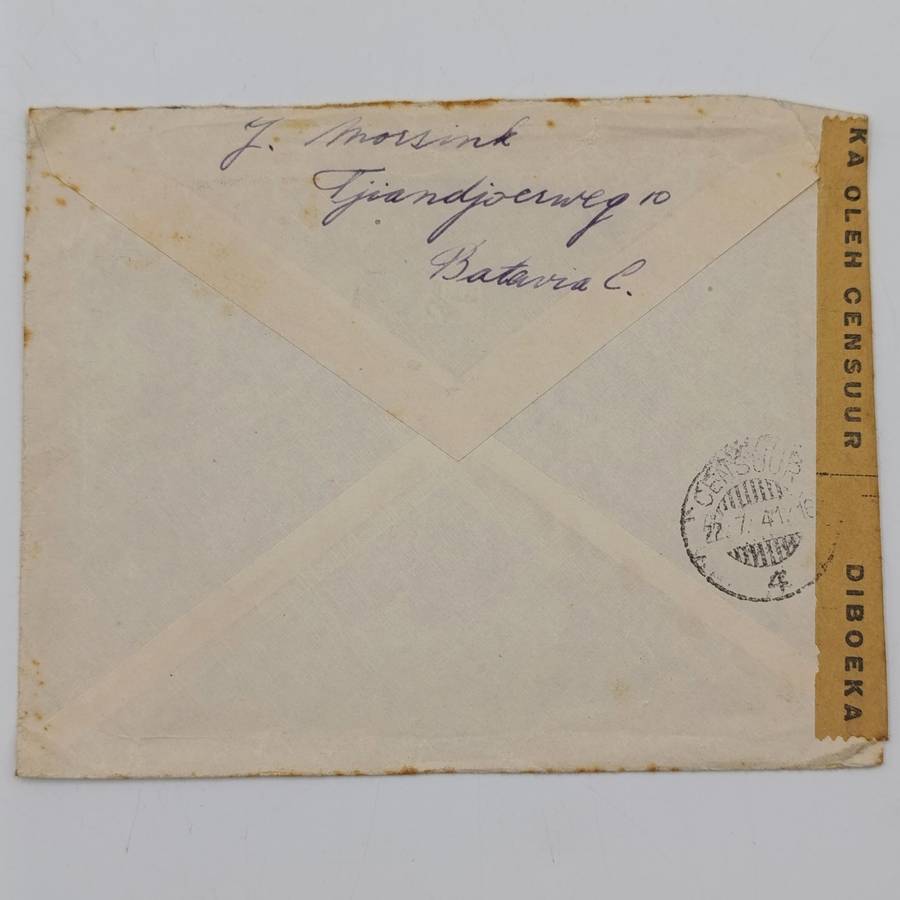 J. Morsink
Tjiandjoerweg 10
Batavia C.
KA OLEH CENSUUR
DIBOEKA
CENSUUR
22.7.41.16
4